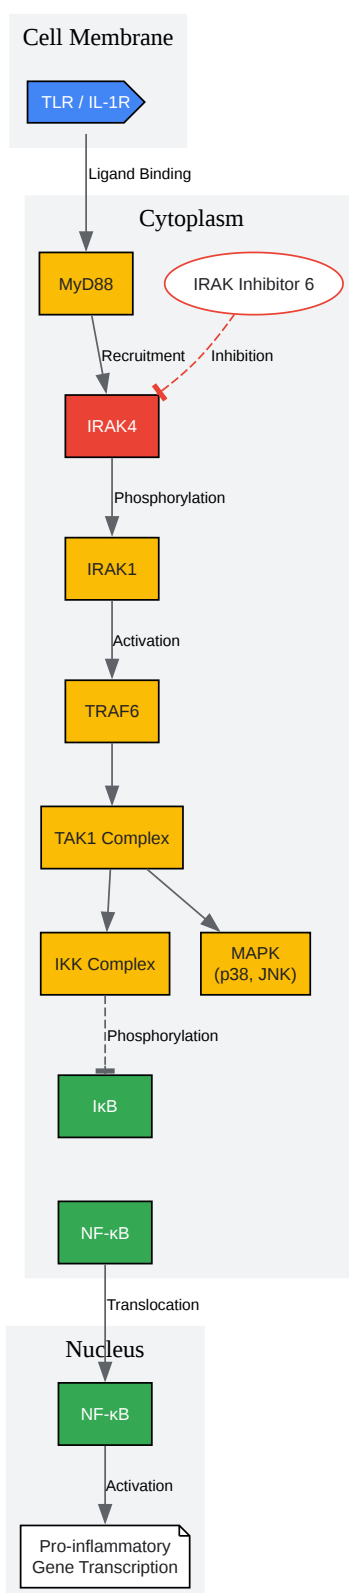 Cell Membrane
TLR / IL-1R
Ligand Binding
Cytoplasm
MyD88
IRAK Inhibitor 6
Recruitment
Inhibition
IRAK4
Phosphorylation
IRAK1
Activation
TRAF6
TAK1 Complex
IKK Complex
MAPK
(p38, JNK)
Phosphorylation
IκB
NF-κB
Translocation
Nucleus
NF-κB
Activation
Pro-inflammatory
Gene Transcription